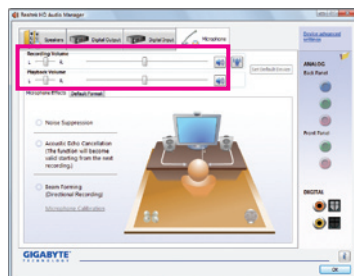 Realtek HD Audio Manager
Speakers
Digital Output
Digital Input
Microphone
Device advanced settings
Recording Volume
L R
Playback Volume
L R
Set Default Device
Microphone Effects
Default Format
Noise Suppression
Acoustic Echo Cancellation
(The function will become
valid starting from the next
recording.)
Beam Forming
(Directional Recording)
Microphone Calibration
ANALOG
Back Panel
Front Panel
DIGITAL
GIGABYTE
TECHNOLOGY
i
OK